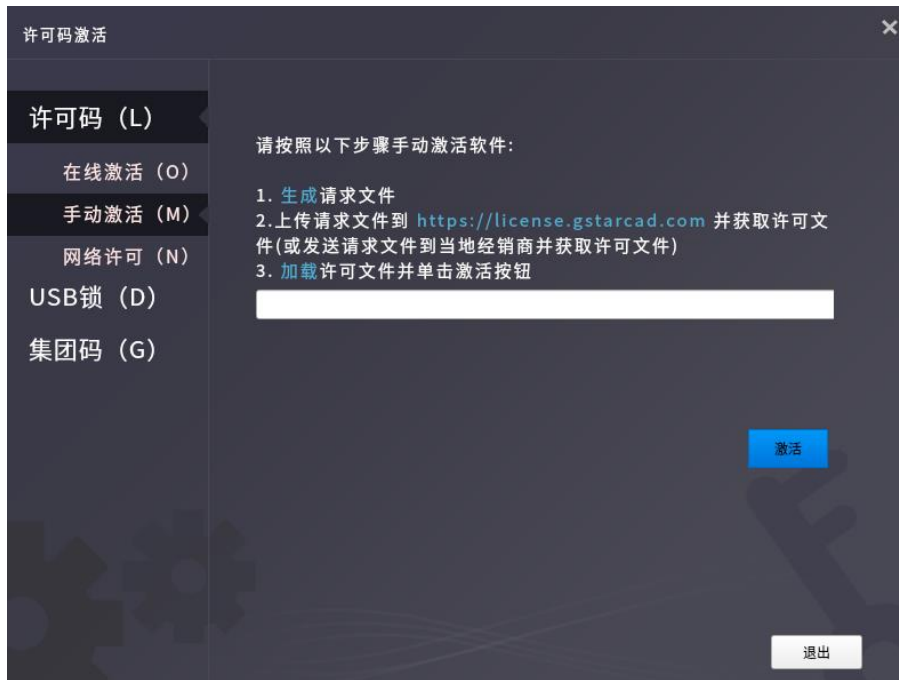 许可码激活
许可码（L）
在线激活（O）
手动激活（M）
网络许可（N）
USB锁（D）
集团码（G）
请按照以下步骤手动激活软件:
1. 生成请求文件
2.上传请求文件到 https://license.gstarcad.com 并获取许可文
件(或发送请求文件到当地经销商并获取许可文件)
3. 加载许可文件并单击激活按钮
激活
退出